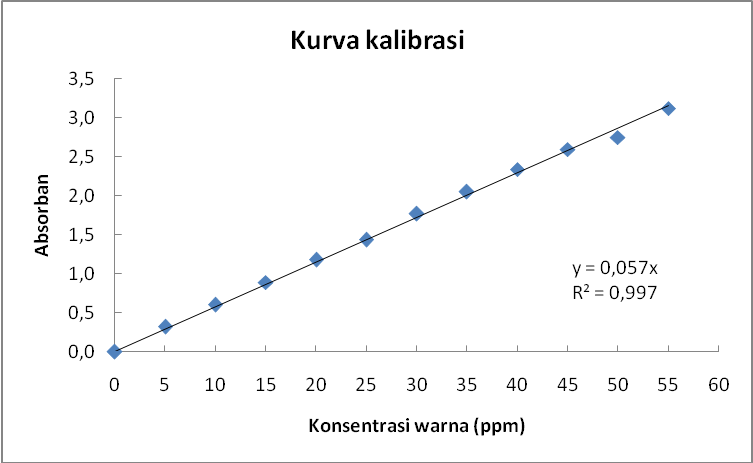 Kurva kalibrasi
3,5
3,0
2,5
2,0
1,5
1,0
0,5
0,0
Absorban
y = 0,057x
R² = 0,997
0 5 10 15 20 25 30 35 40 45 50 55 60
Konsentrasi warna (ppm)